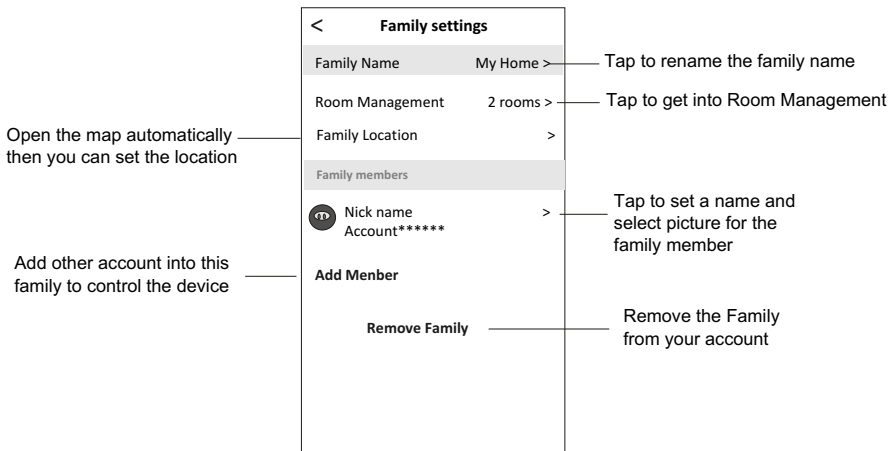 < Family settings
Family Name My Home >
Tap to rename the family name
Room Management 2 rooms >
Tap to get into Room Management
Open the map automatically
then you can set the location
Family Location >
Family members
Nick name >
Account******
Tap to set a name and
select picture for the
family member
Add other account into this
family to control the device
Add Menber
Remove Family
Remove the Family
from your account